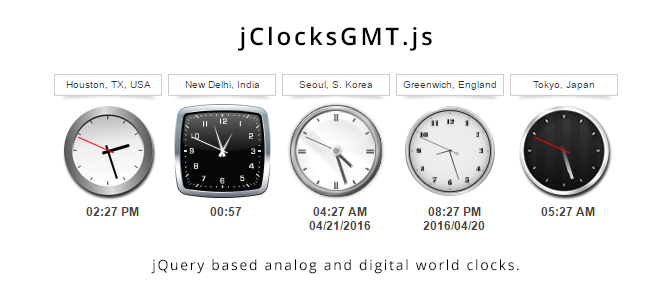 jClocksGMT.js
Houston, TX, USA
New Delhi, India
Seoul, S. Korea
Greenwich, England
Tokyo, Japan
02:27 PM
00:57
04:27 AM
08:27 PM
05:27 AM
04/21/2016
2016/04/20
jQuery based analog and digital world clocks.